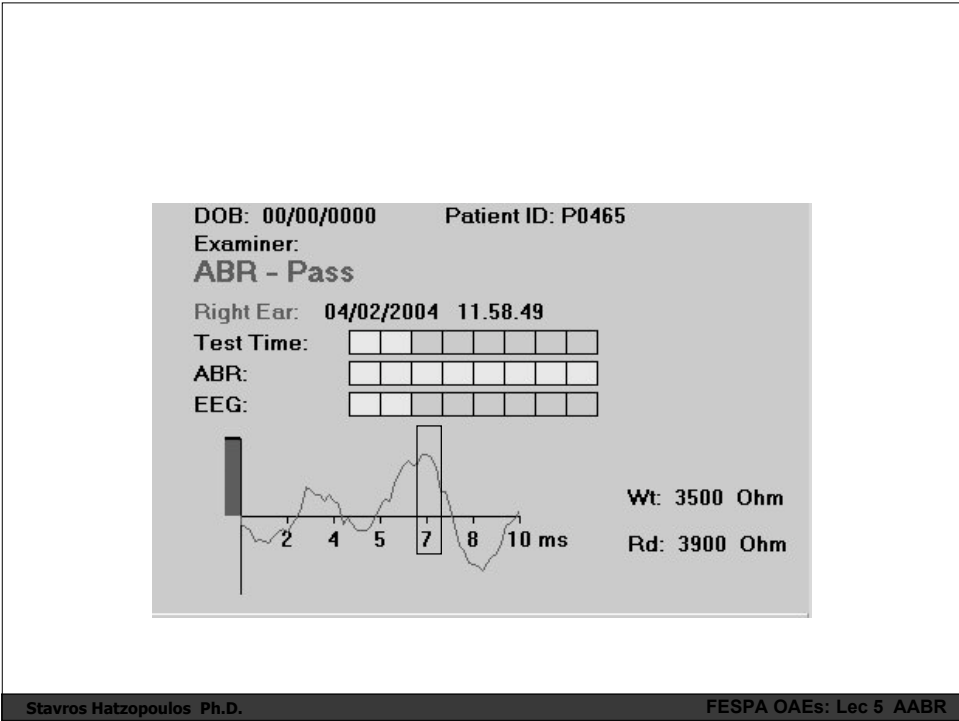 DOB: 00/00/0000 Patient ID: P0465
Examiner:
ABR - Pass
Right Ear: 04/02/2004 11.58.49
Test Time:
ABR:
EEG:
Wt: 3500 Ohm
2 4 5 7 8 10 ms
Rd: 3900 Ohm
Stavros Hatzopoulos Ph.D. FESPA OAEs: Lec 5 AABR